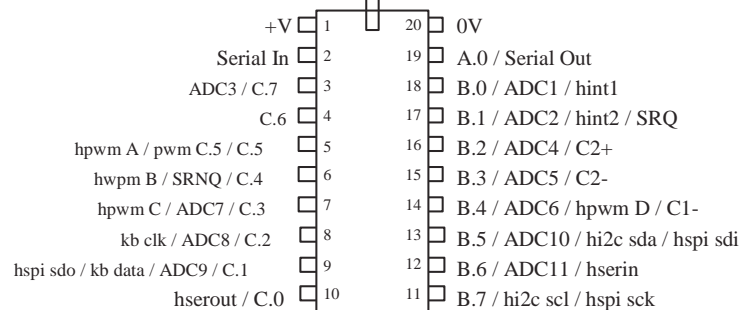 +V 1 20 0V
Serial In 2 19 A.0 / Serial Out
ADC3 / C.7 3 18 B.0 / ADC1 / hint1
C.6 4 17 B.1 / ADC2 / hint2 / SRQ
hpwm A / pwm C.5 / C.5 5 16 B.2 / ADC4 / C2+
hwpm B / SRNQ / C.4 6 15 B.3 / ADC5 / C2-
hpwm C / ADC7 / C.3 7 14 B.4 / ADC6 / hpwm D / C1-
kb clk / ADC8 / C.2 8 13 B.5 / ADC10 / hi2c sda / hspi sdi
hspi sdo / kb data / ADC9 / C.1 9 12 B.6 / ADC11 / hserin
hserout / C.0 10 11 B.7 / hi2c scl / hspi sck